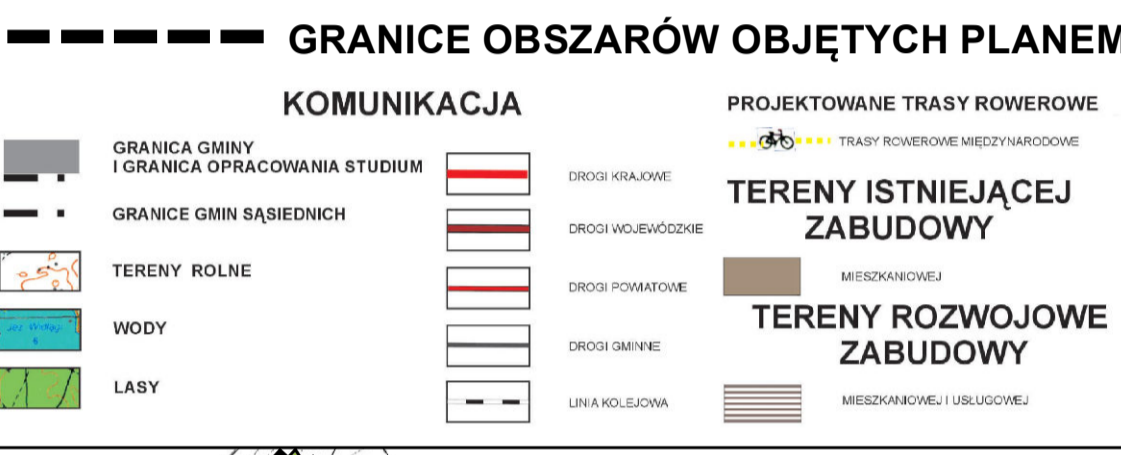 GRANICE OBSZARÓW OBJĘTYCH PLANEM
GRANICA GMINY
I GRANICA OPRACOWANIA STUDIUM
GRANICE GMIN SĄSIEDNICH
TERENY ROLNE
WODY
LASY
KOMUNIKACJA
DROGI KRAJOWE
DROGI WOJEWÓDZKIE
DROGI POWIATOWE
DROGI GMINNE
LINIA KOLEJOWA
PROJEKTOWANE TRASY ROWEROWE
TRASY ROWEROWE MIĘDZYNARODOWE
TERENY ISTNIEJĄCEJ
ZABUDOWY
MIESZKANIOWEJ
TERENY ROZWOJOWE
ZABUDOWY
MIESZKANIOWEJ I USŁUGOWEJ